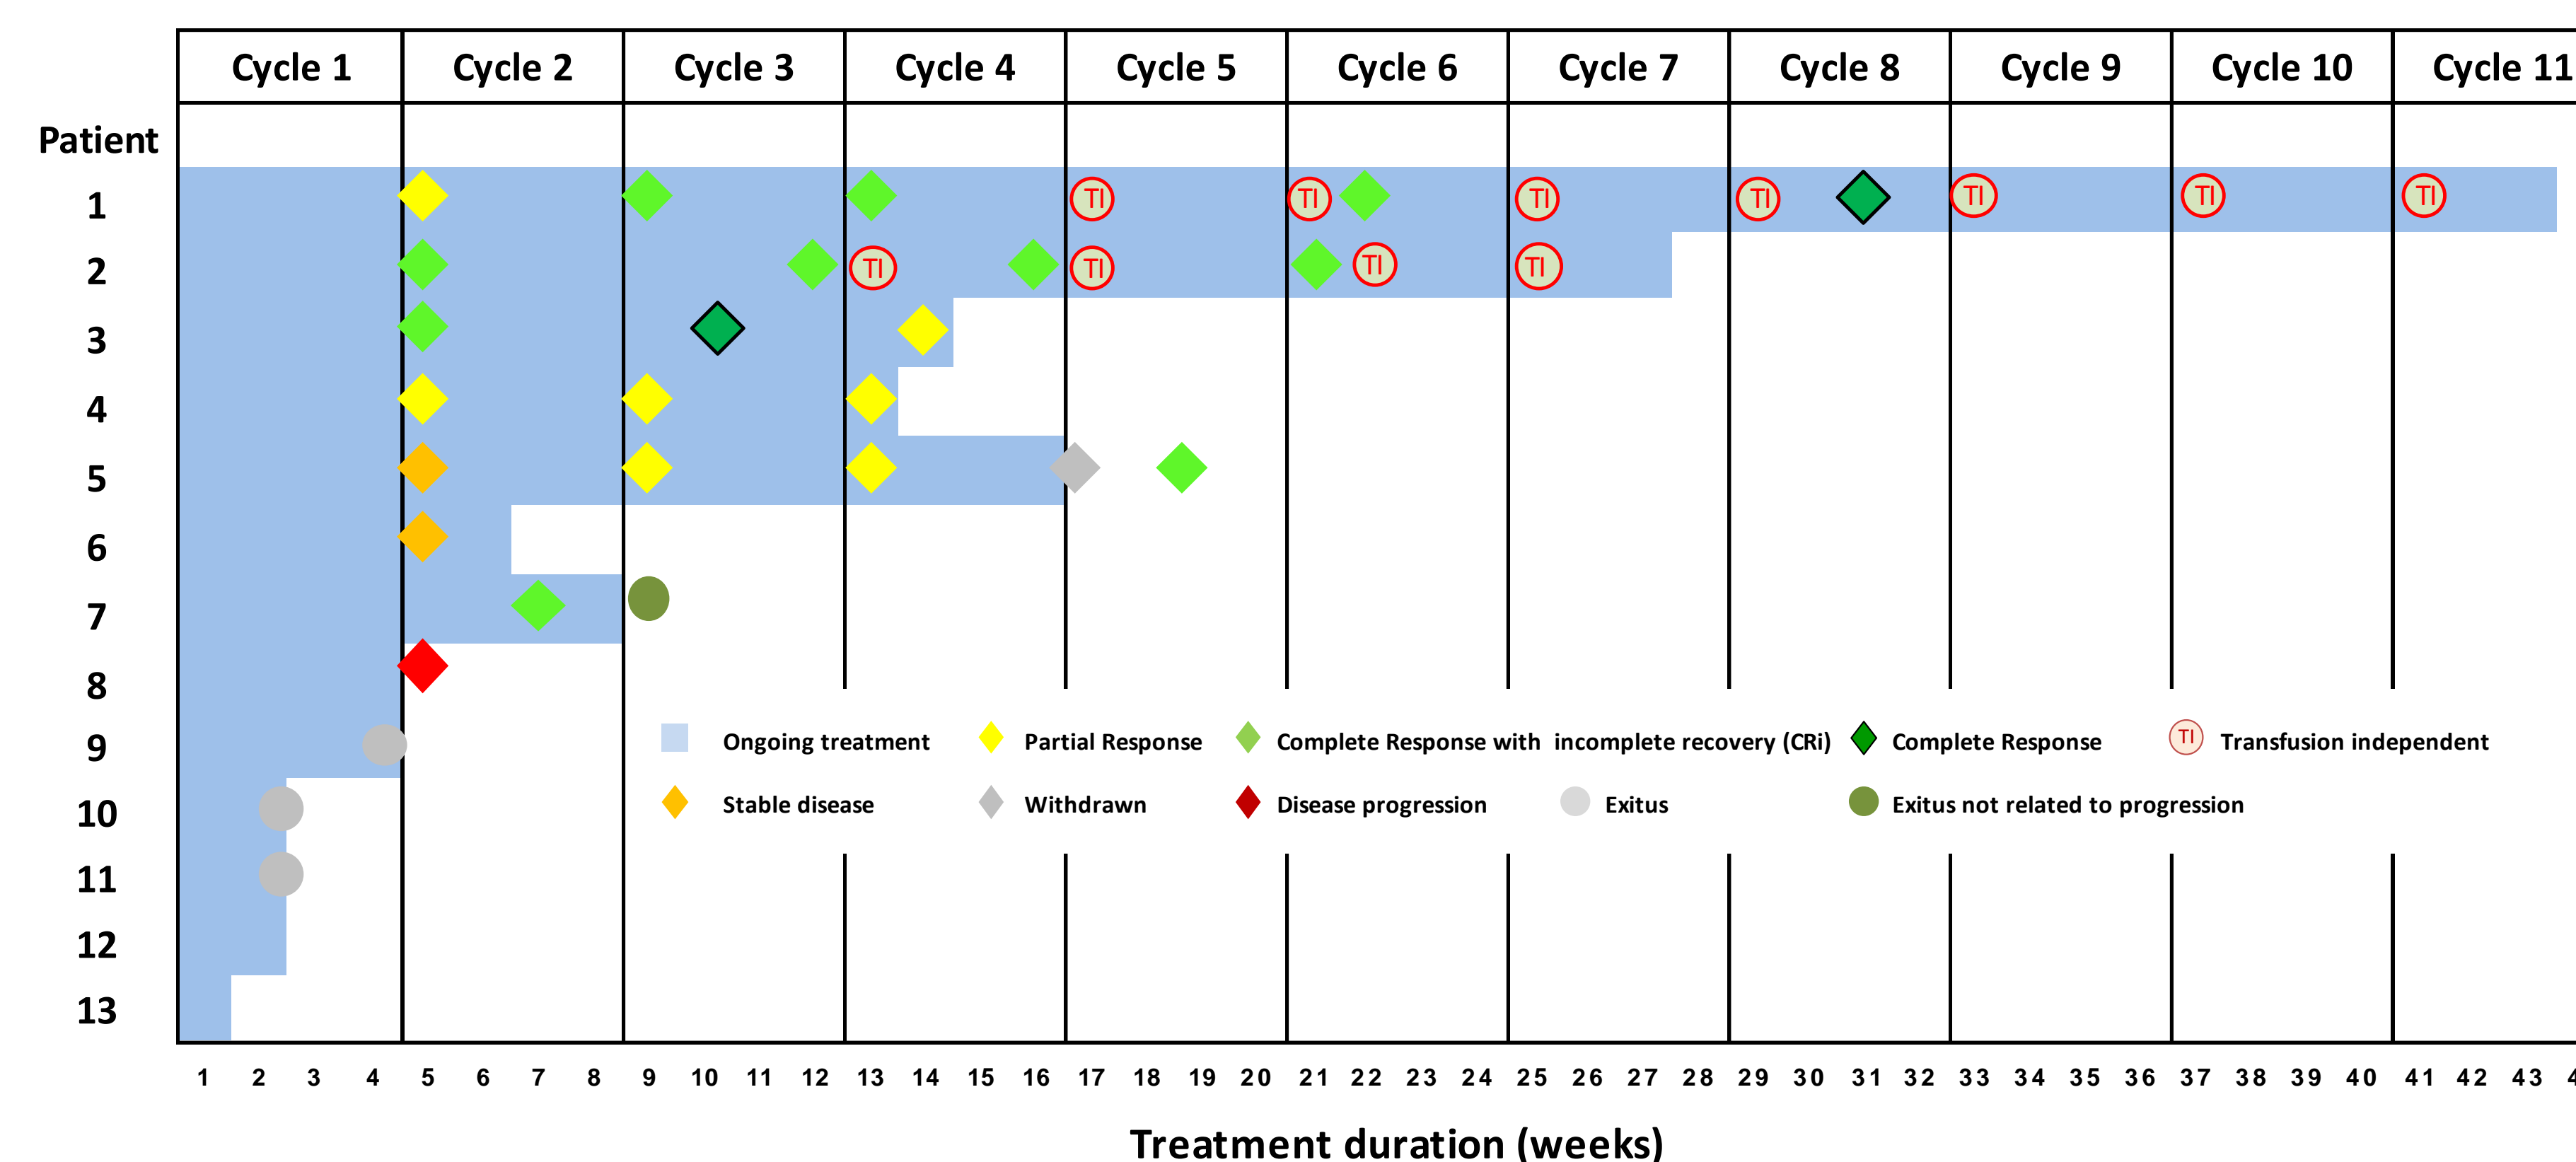 Cycle 1 Cycle 2 Cycle 3 Cycle 4 Cycle 5 Cycle 6 Cycle 7 Cycle 8 Cycle 9 Cycle 10 Cycle 11
Patient
1 TI TI TI TI TI TI TI
2 TI TI TI TI
3
4
5
6
7
8
9
Ongoing treatment Partial Response Complete Response with incomplete recovery (CRi) Complete Response TI Transfusion independent
Stable disease Withdrawn Disease progression Exitus Exitus not related to progression
10
11
12
13
1 2 3 4 5 6 7 8 9 10 11 12 13 14 15 16 17 18 19 20 21 22 23 24 25 26 27 28 29 30 31 32 33 34 35 36 37 38 39 40 41 42 43
Treatment duration (weeks)